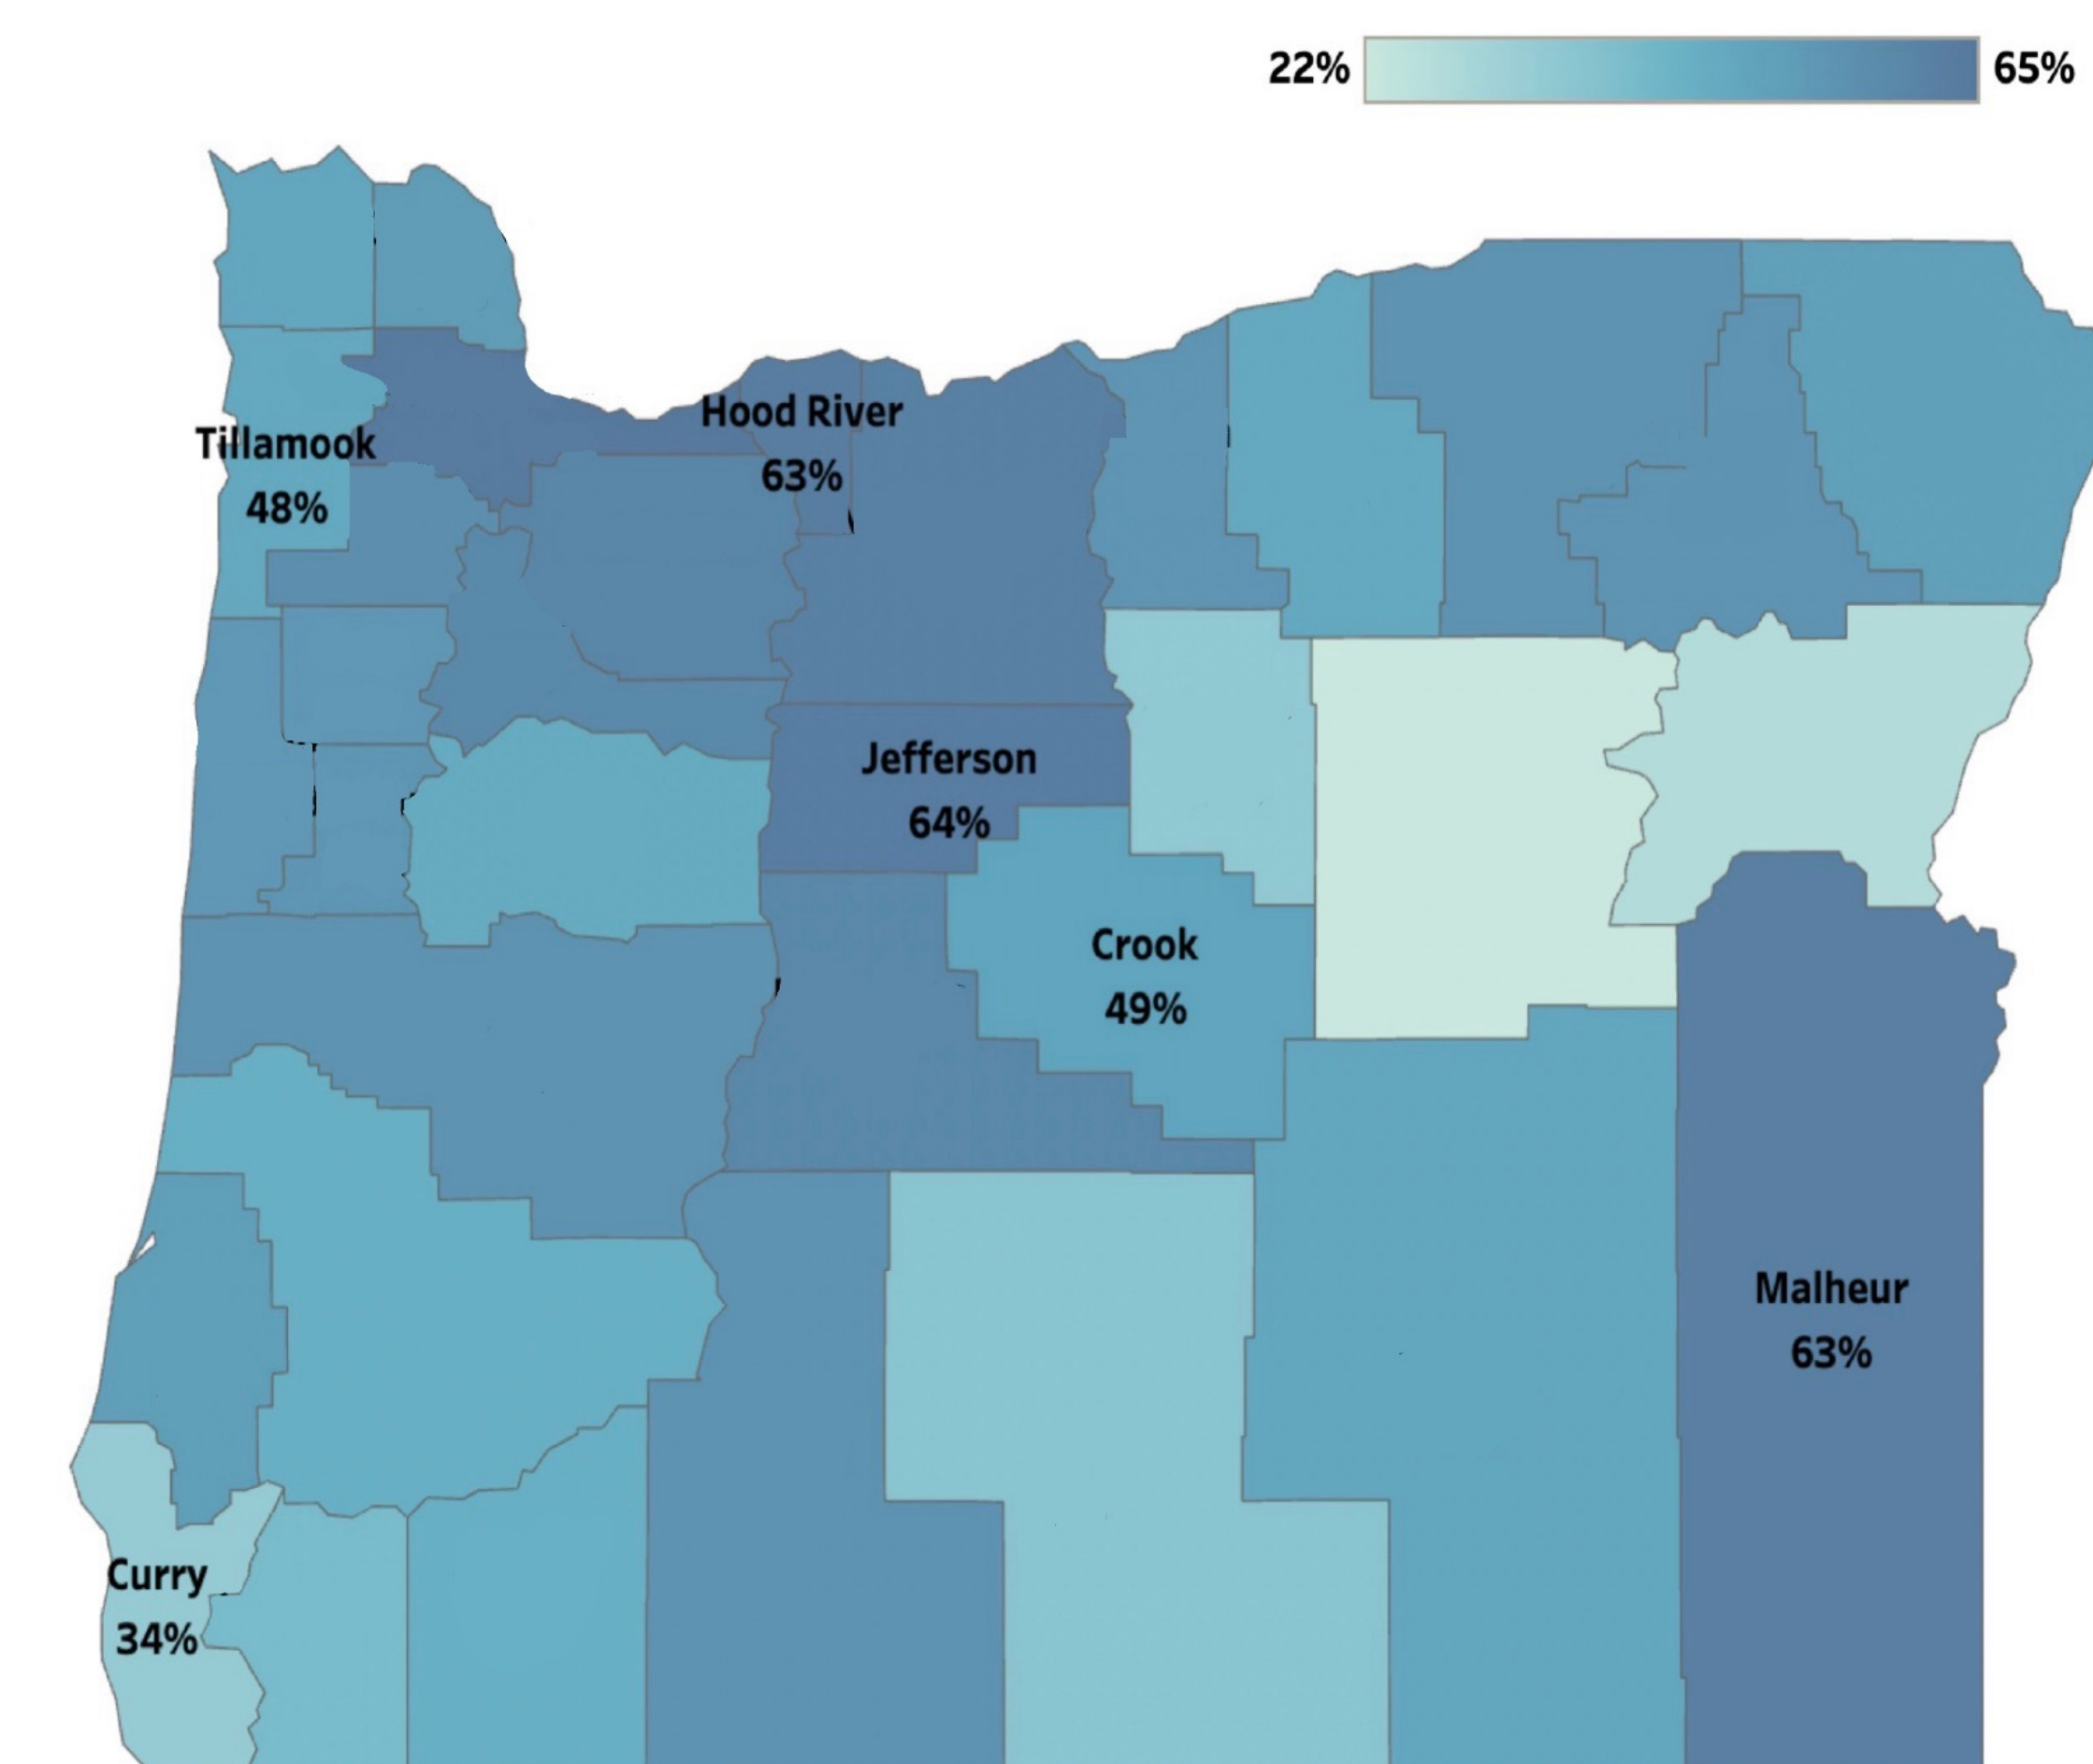 22%
65%
Tillamook
48%
Hood River
63%
Jefferson
64%
Crook
49%
Malheur
63%
Curry
34%